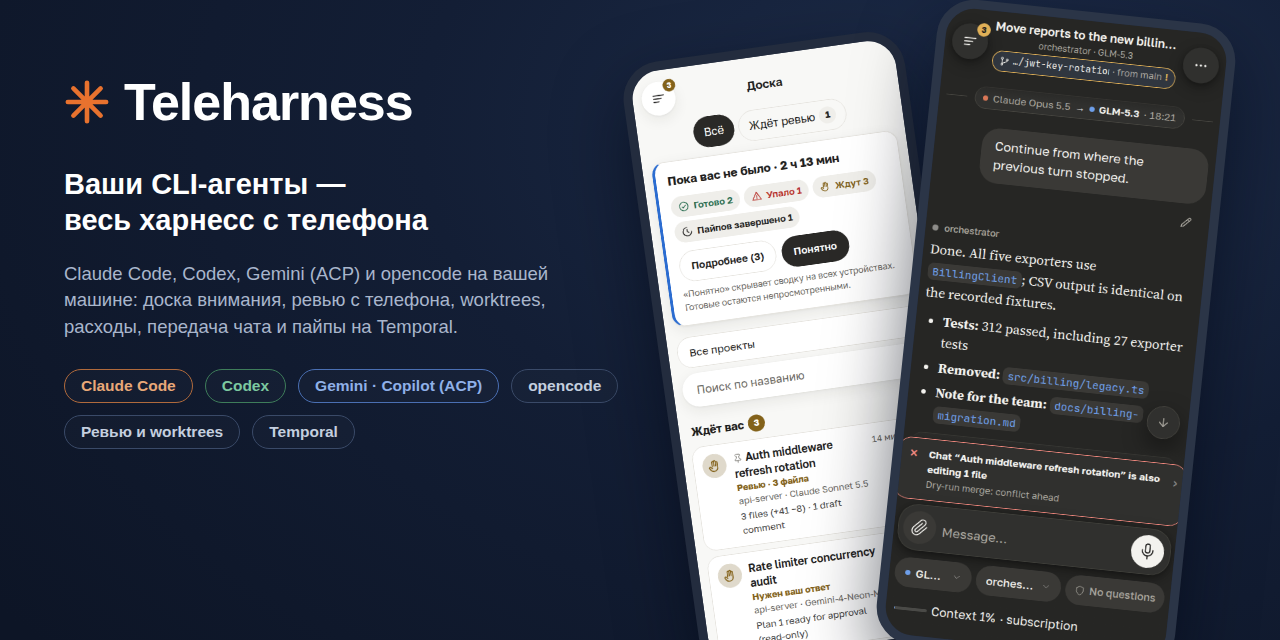 Teleharness
Ваши CLI-агенты —
весь харнесс с телефона
Claude Code, Codex, Gemini (ACP) и opencode на вашей
машине: доска внимания, ревью с телефона, worktrees,
расходы, передача чата и пайпы на Temporal.
Claude Code
Codex
Gemini · Copilot (ACP)
opencode
Ревью и worktrees
Temporal
3
Доска
Всё
Ждёт ревью 1
Пока вас не было · 2 ч 13 мин
Готово 2
Упало 1
Ждут 3
Пайпов завершено 1
Подробнее (3)
Понятно
«Понятно» скрывает сводку на всех устройствах.
Готовые остаются непросмотренными.
Все проекты
Поиск по названию
Ждёт вас 3
Auth middleware
refresh rotation
14 мин
Ревью · 3 файла
api-server · Claude Sonnet 5.5
3 files (+41 −8) · 1 draft
comment
Rate limiter concurrency
audit
Нужен ваш ответ
api-server · Gemini-4-Neon-
Plan 1 ready for approval
(read-only)
3
Move reports to the new billin...
orchestrator · GLM-5.3
…/jwt-key-rotatio · from main !
Claude Opus 5.5 → GLM-5.3 · 18:21
Continue from where the
previous turn stopped.
orchestrator
Done. All five exporters use
BillingClient; CSV output is identical on
the recorded fixtures.
• Tests: 312 passed, including 27 exporter
tests
• Removed: src/billing/legacy.ts
• Note for the team: docs/billing-
migration.md
Chat “Auth middleware refresh rotation” is also
editing 1 file
Dry-run merge: conflict ahead
Message...
GL...
orches...
No questions
Context 1% · subscription